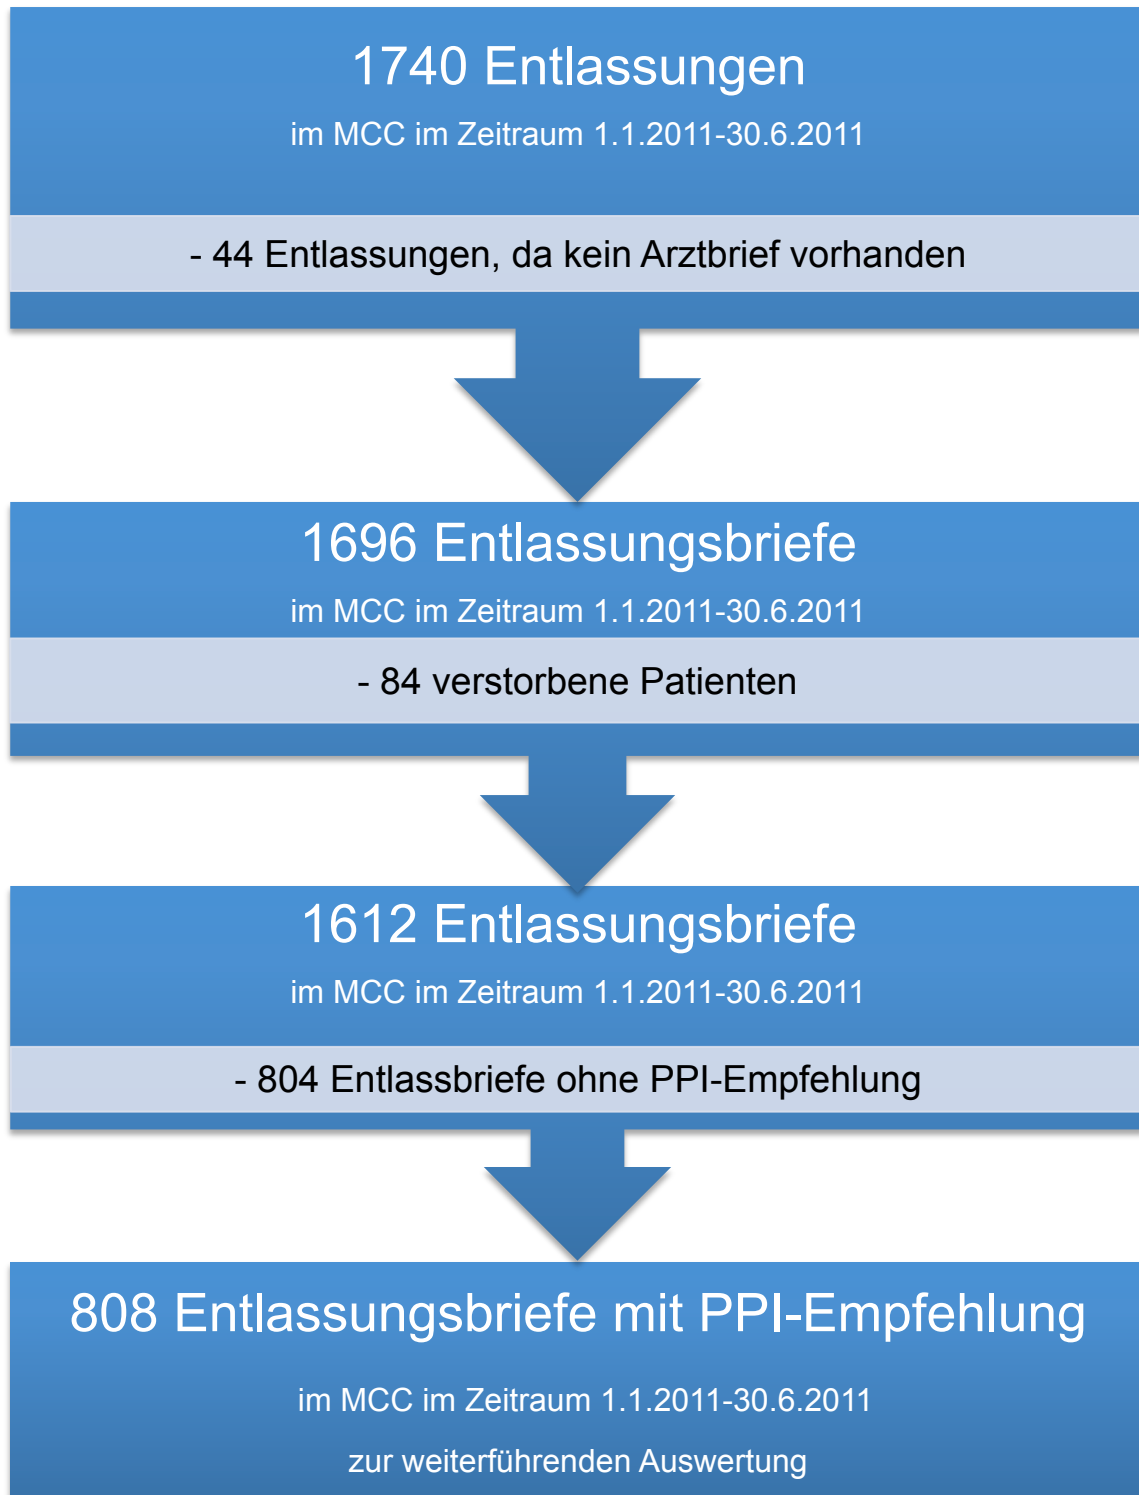 1740 Entlassungen
im MCC im Zeitraum 1.1.2011-30.6.2011
- 44 Entlassungen, da kein Arztbrief vorhanden
1696 Entlassungsbriefe
im MCC im Zeitraum 1.1.2011-30.6.2011
- 84 verstorbene Patienten
1612 Entlassungsbriefe
im MCC im Zeitraum 1.1.2011-30.6.2011
- 804 Entlassbriefe ohne PPI-Empfehlung
808 Entlassungsbriefe mit PPI-Empfehlung
im MCC im Zeitraum 1.1.2011-30.6.2011
zur weiterführenden Auswertung